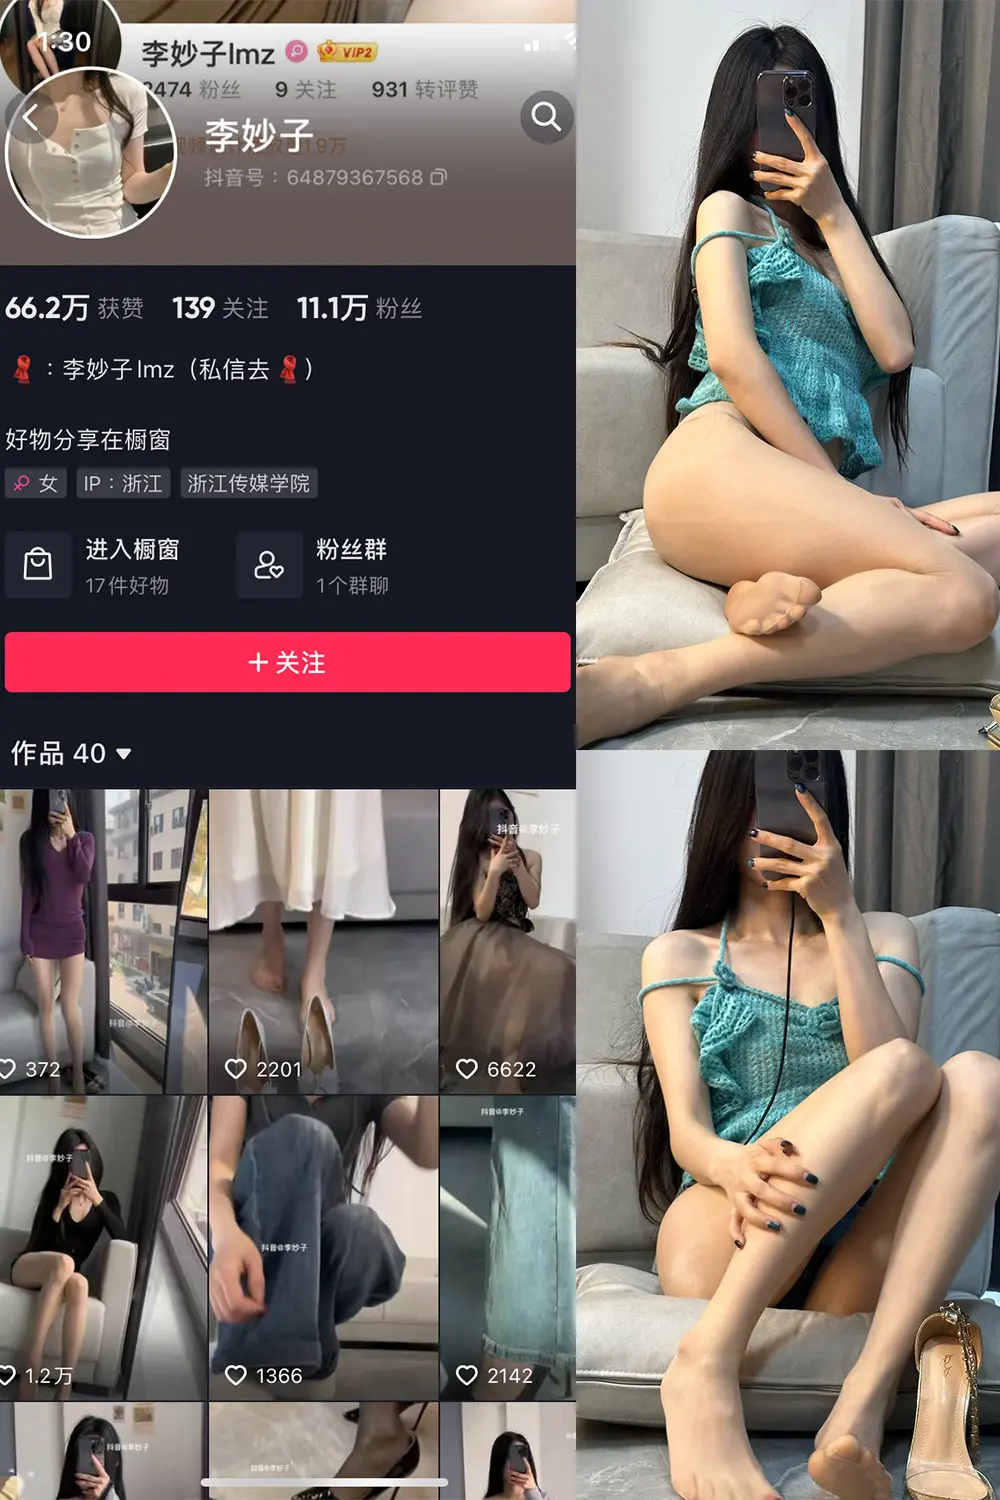 1:30
李妙子lmz VIP2
2474 粉丝 9 关注 931 转评赞
李妙子
抖音号：64879367568
66.2万 获赞 139 关注 11.1万 粉丝
：李妙子lmz（私信去 ）
好物分享在橱窗
女 IP：浙江 浙江传媒学院
进入橱窗 粉丝群
17件好物 1个群聊
+ 关注
作品 40
抖音@李妙子
抖音@李妙子
372 2201 6622
抖音@李妙子
抖音@李妙子
抖音@李妙子
1.2万 1366 2142
抖音@李妙子
抖音@李妙子